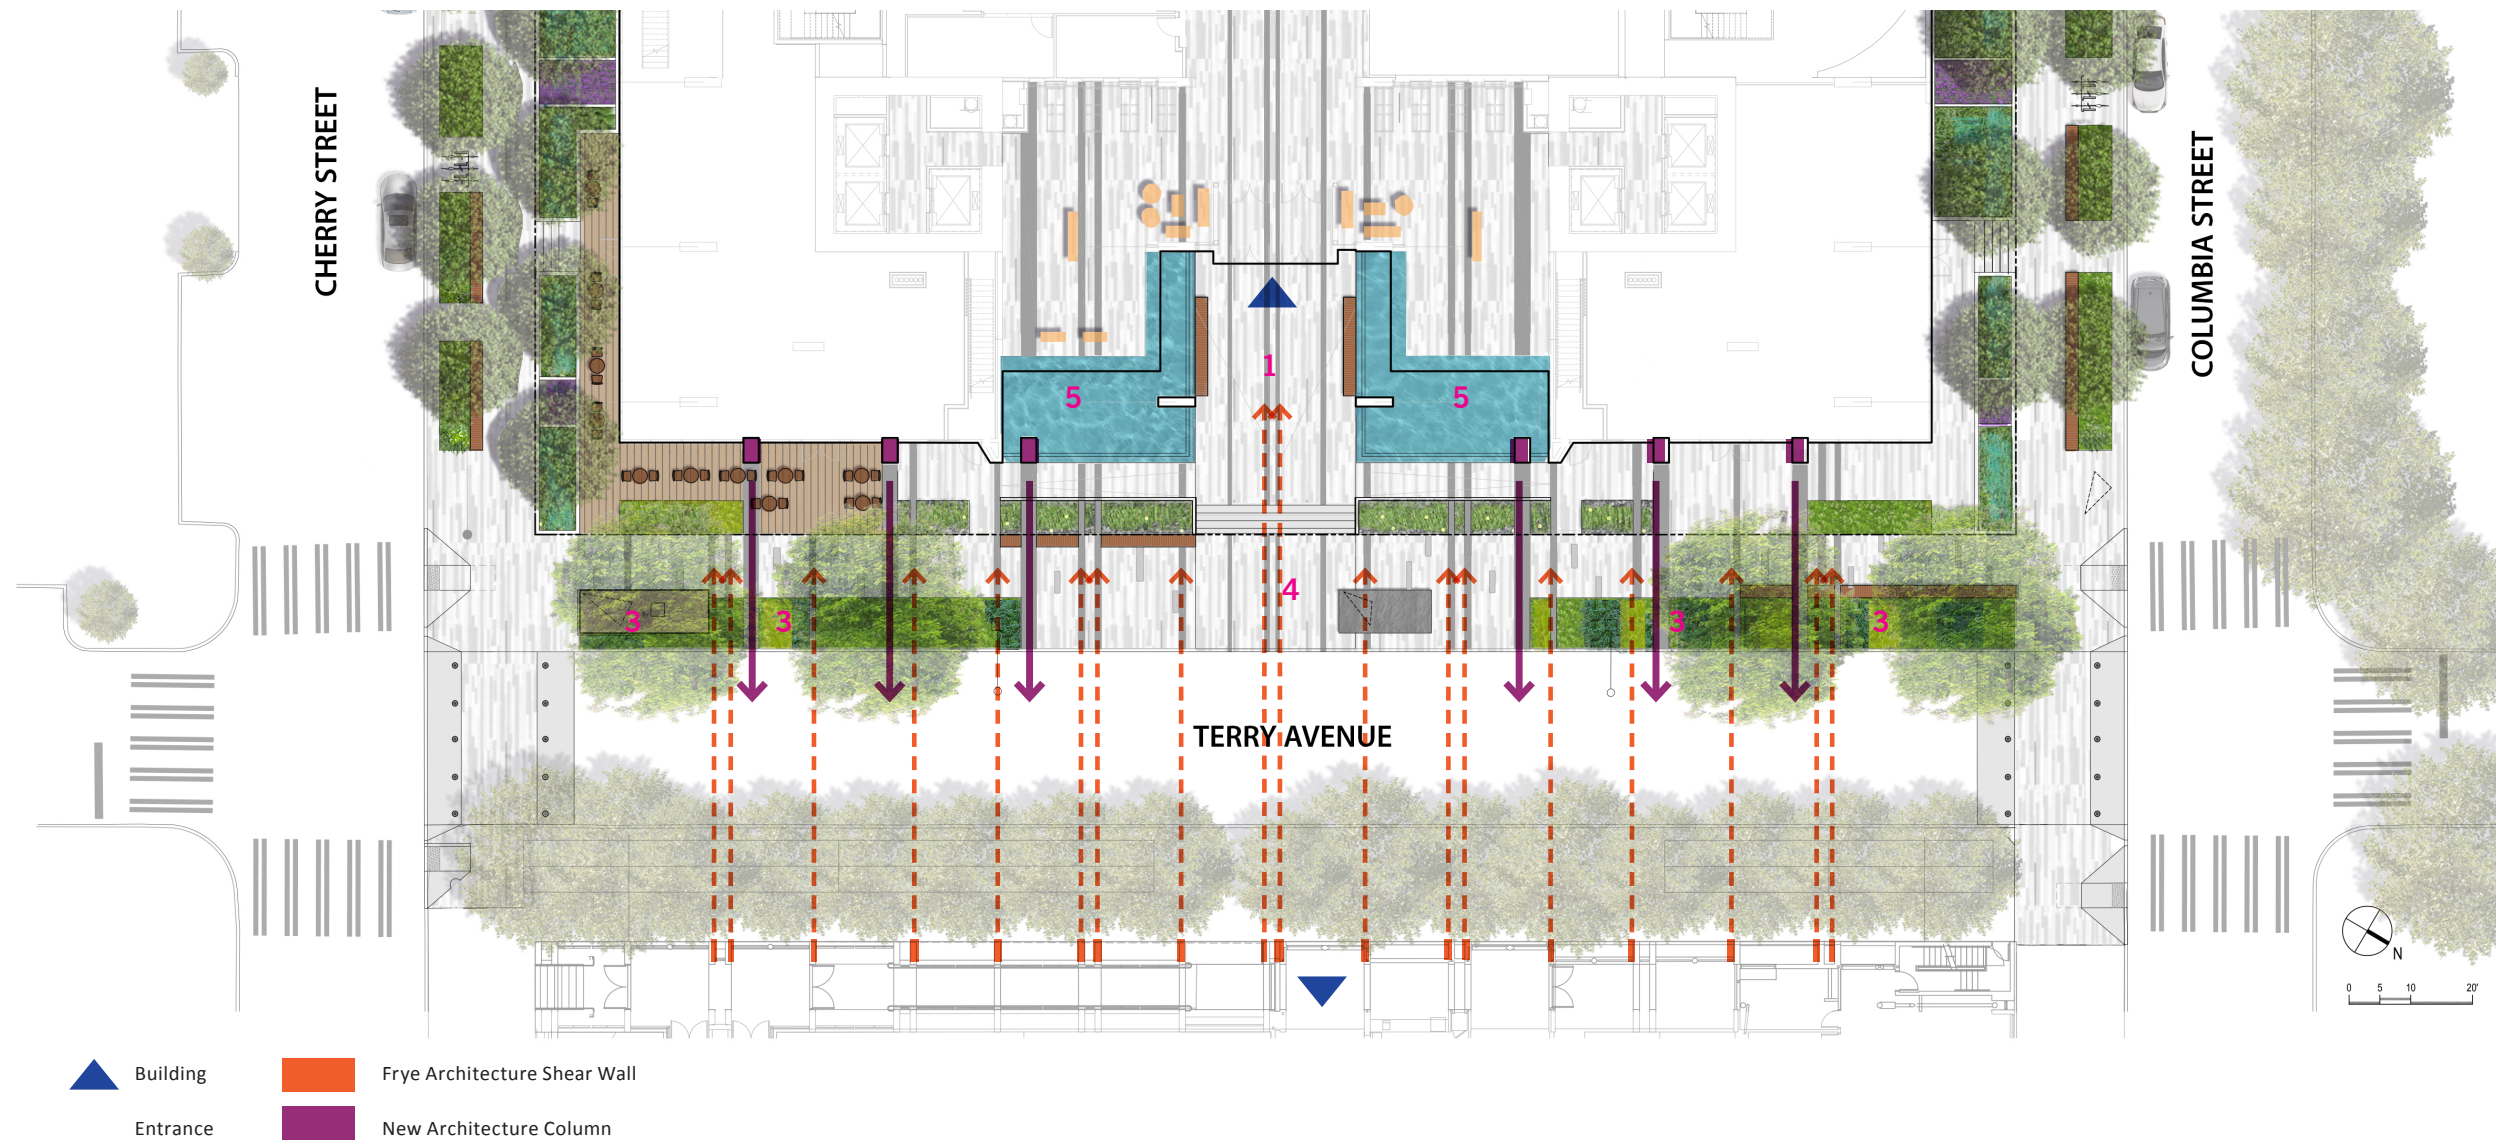 CHERRY STREET
COLUMBIA STREET
1
5
5
4
3
3
3
3
TERRY AVENUE
N
0 5 10 20'
Building
Entrance
Frye Architecture Shear Wall
New Architecture Column